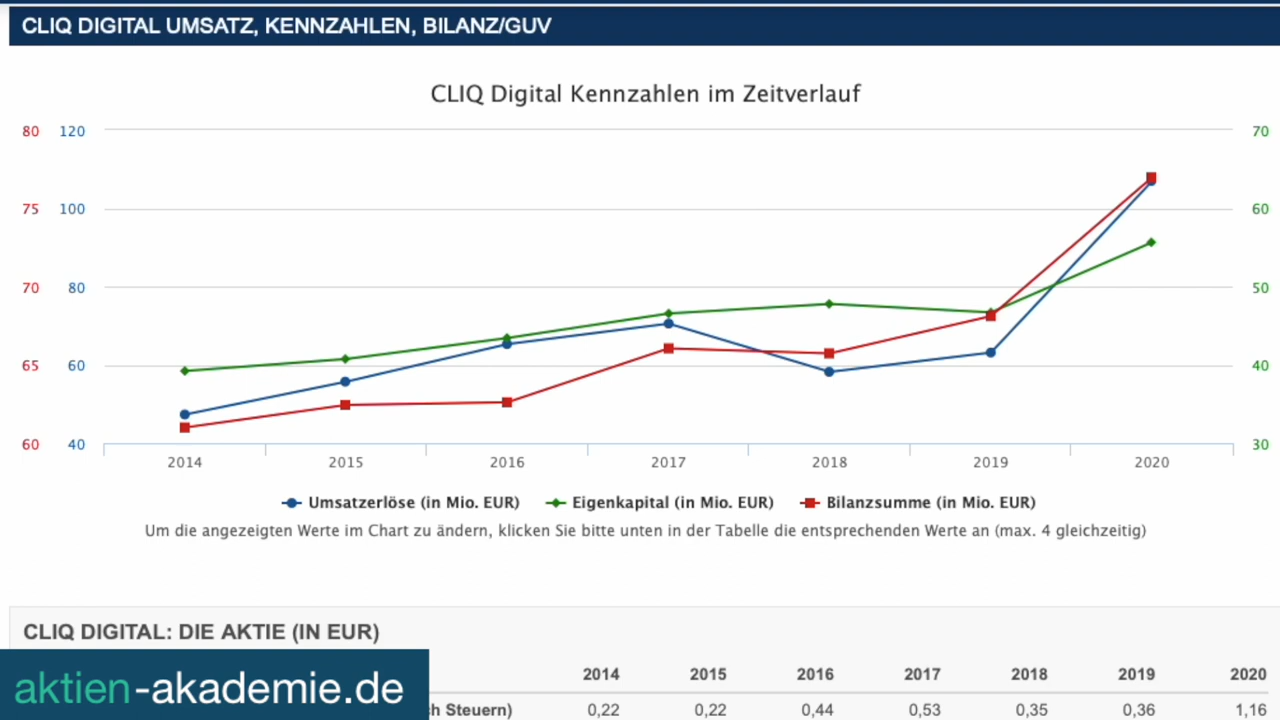 CLIQ DIGITAL UMSATZ, KENNZAHLEN, BILANZ/GUV
CLIQ Digital Kennzahlen im Zeitverlauf
80 120 70
75 100 60
70 80 50
65 60 40
60 40 30
2014 2015 2016 2017 2018 2019 2020
Umsatzerlöse (in Mio. EUR) Eigenkapital (in Mio. EUR) Bilanzsumme (in Mio. EUR)
Um die angezeigten Werte im Chart zu ändern, klicken Sie bitte unten in der Tabelle die entsprechenden Werte an (max. 4 gleichzeitig)
CLIQ DIGITAL: DIE AKTIE (IN EUR)
2014 2015 2016 2017 2018 2019 2020
aktien-akademie.de
ch Steuern) 0,22 0,22 0,44 0,53 0,35 0,36 1,16